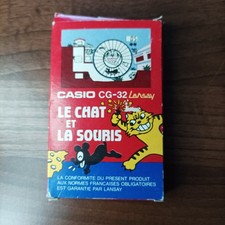 CASIO CG-32 Lansay
LE CHAT
ET
LA SOURIS
LA CONFORMITE DU PRESENT PRODUIT
AUX NORMES FRANCAISES OBLIGATOIRES
EST GARANTIE PAR LANSAY